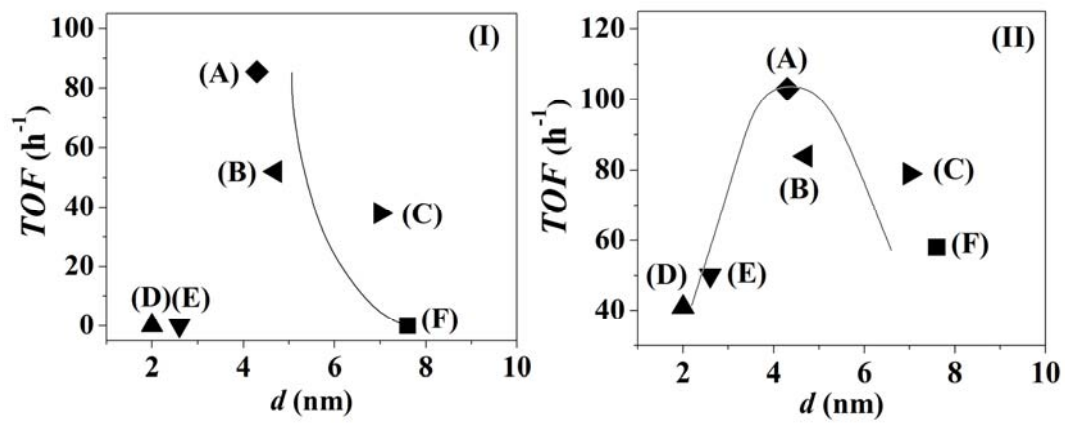 (I)
100
80
60
40
20
0
TOF (h⁻¹)
(A)
(B)
(C)
(D)(E)
(F)
2 4 6 8 10
d (nm)
(II)
120
100
80
60
40
TOF (h⁻¹)
(A)
(B)
(C)
(D)
(E)
(F)
0 2 4 6 8 10
d (nm)